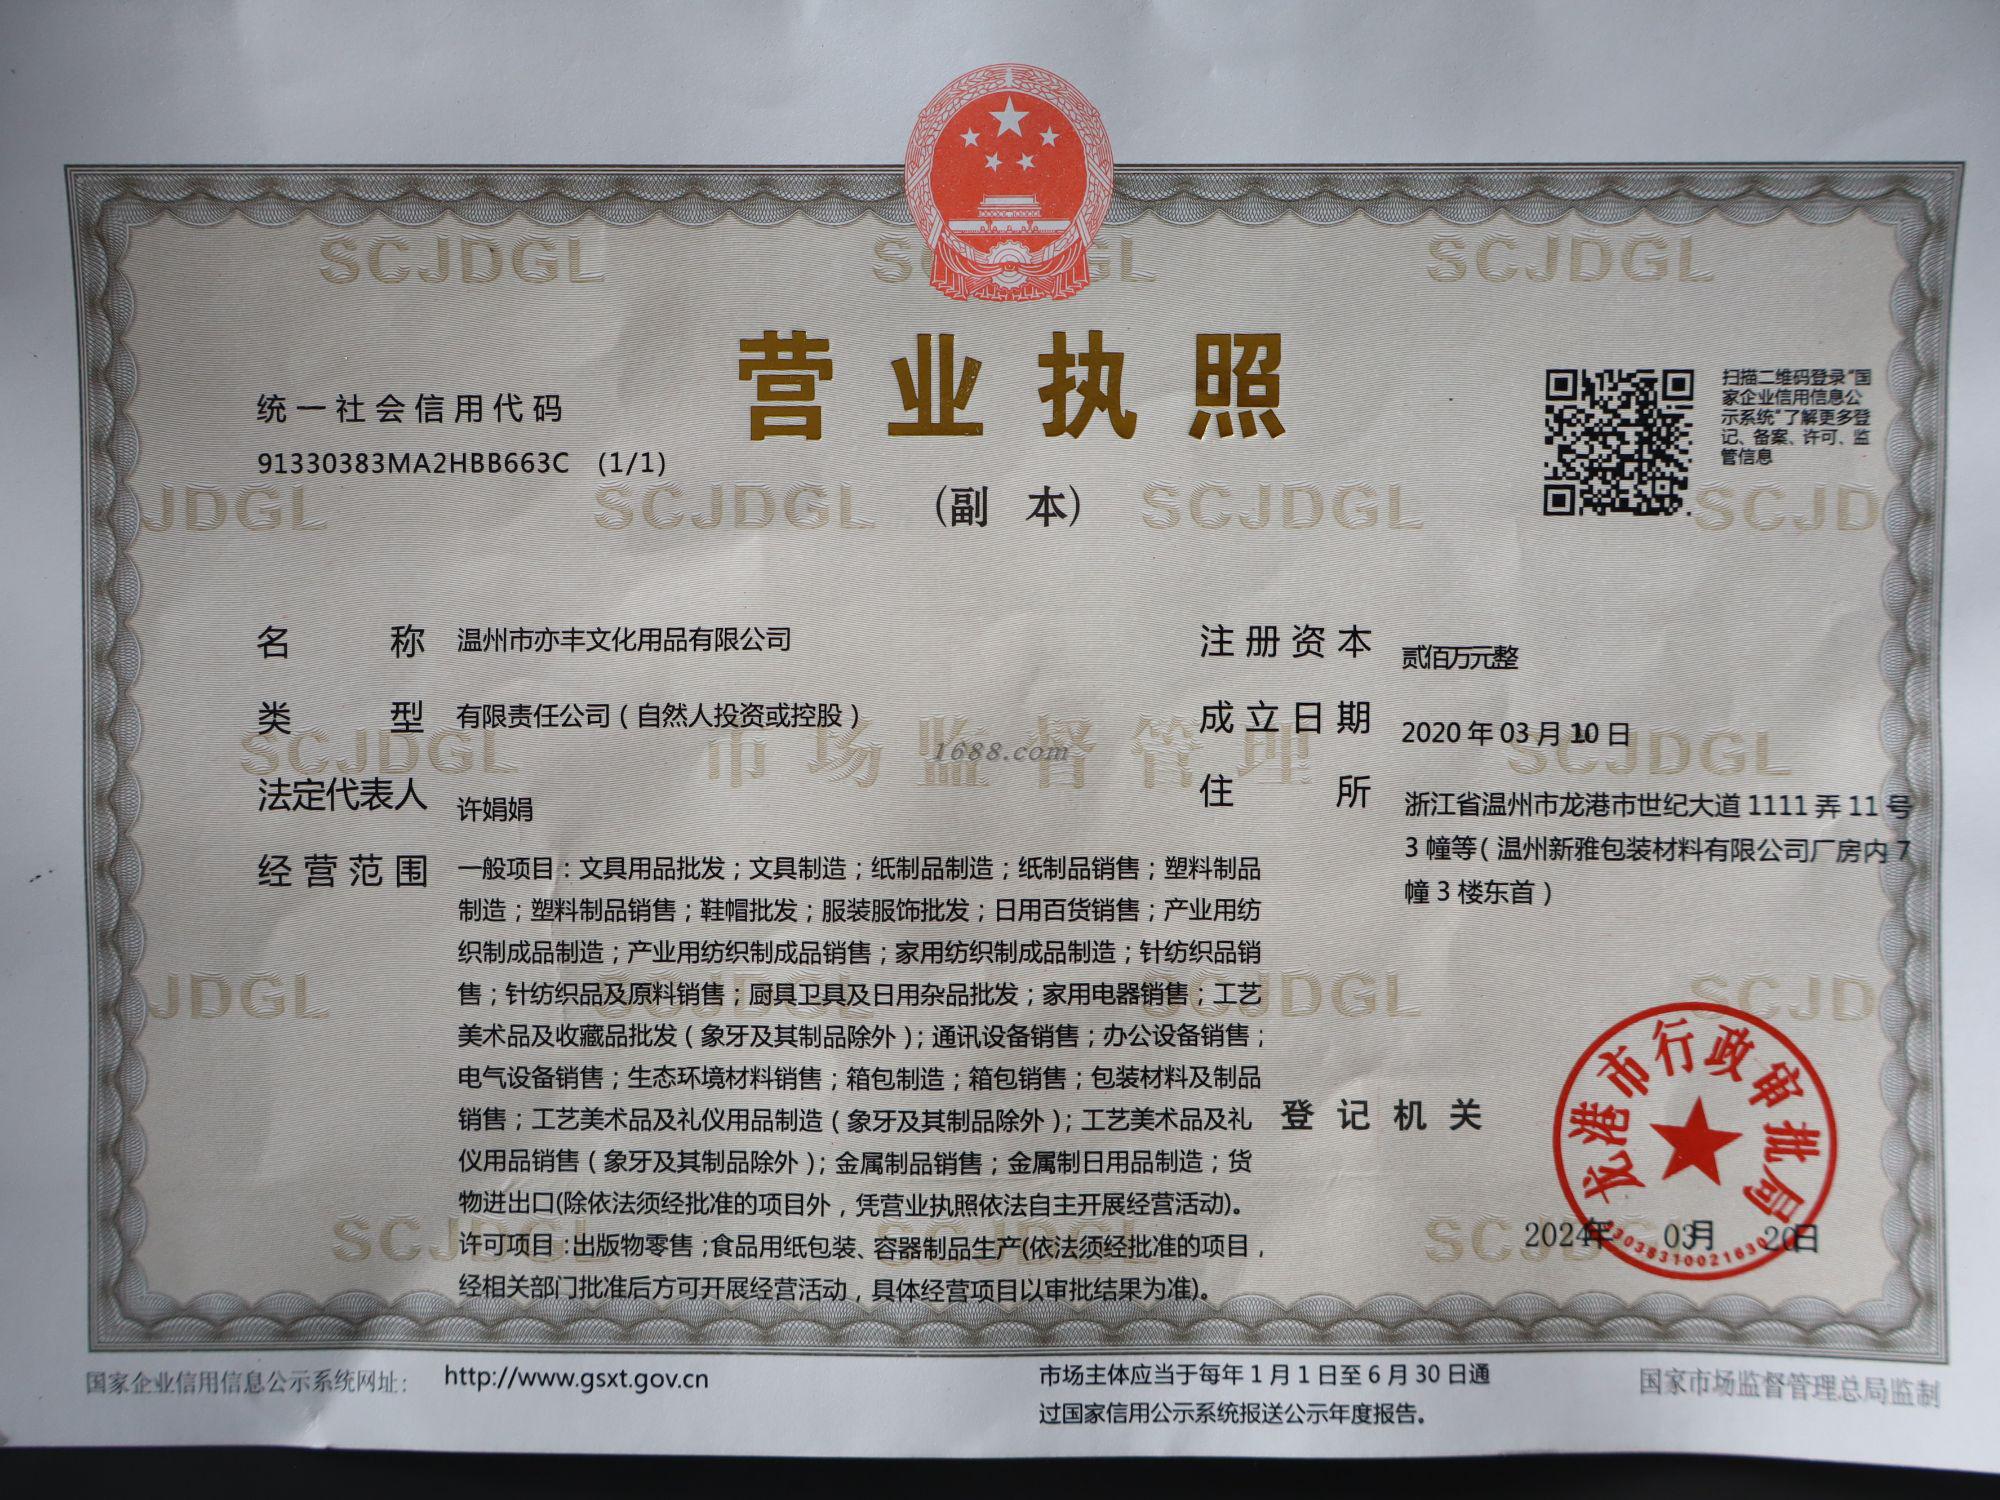 SCJDGL
SCJDGL
营业执照
(副 本)
统一社会信用代码
91330383MA2HBB663C (1/1)
扫描二维码登录“国
家企业信用信息公
示系统”了解更多登
记、备案、许可、监
管信息
JDGL SCJDGL SCJDGL SCJD
名 称 温州市亦丰文化用品有限公司
类 型 有限责任公司（自然人投资或控股）
法定代表人 许娟娟
经营范围 一般项目：文具用品批发；文具制造；纸制品制造；纸制品销售；塑料制品
制造；塑料制品销售；鞋帽批发；服装服饰批发；日用百货销售；产业用纺
织制成品制造；产业用纺织制成品销售；家用纺织制成品制造；针纺织品销
售；针纺织品及原料销售；厨具卫具及日用杂品批发；家用电器销售；工艺
美术品及收藏品批发（象牙及其制品除外）；通讯设备销售；办公设备销售；
电气设备销售；生态环境材料销售；箱包制造；箱包销售；包装材料及制品
销售；工艺美术品及礼仪用品制造（象牙及其制品除外）；工艺美术品及礼
仪用品销售（象牙及其制品除外）；金属制品销售；金属制日用品制造；货
物进出口(除依法须经批准的项目外，凭营业执照依法自主开展经营活动)。
许可项目：出版物零售；食品用纸包装、容器制品生产(依法须经批准的项目，
经相关部门批准后方可开展经营活动，具体经营项目以审批结果为准)。
注册资本 贰佰万元整
成立日期 2020年03月10日
住 所 浙江省温州市龙港市世纪大道1111弄11号
3幢等（温州新雅包装材料有限公司厂房内7
幢3楼东首）
SCJDGL 市场监督管理 SCJDGL
1688.com
JDGL SCJDGL SCJDGL SCJD
登记机关
龙港市行政审批局
2024年 03月 20日
3303831002163​0
SCJDGL SCJDGL SCJDGL
国家企业信用信息公示系统网址： http://www.gsxt.gov.cn
市场主体应当于每年1月1日至6月30日通
过国家信用公示系统报送公示年度报告。
国家市场监督管理总局监制